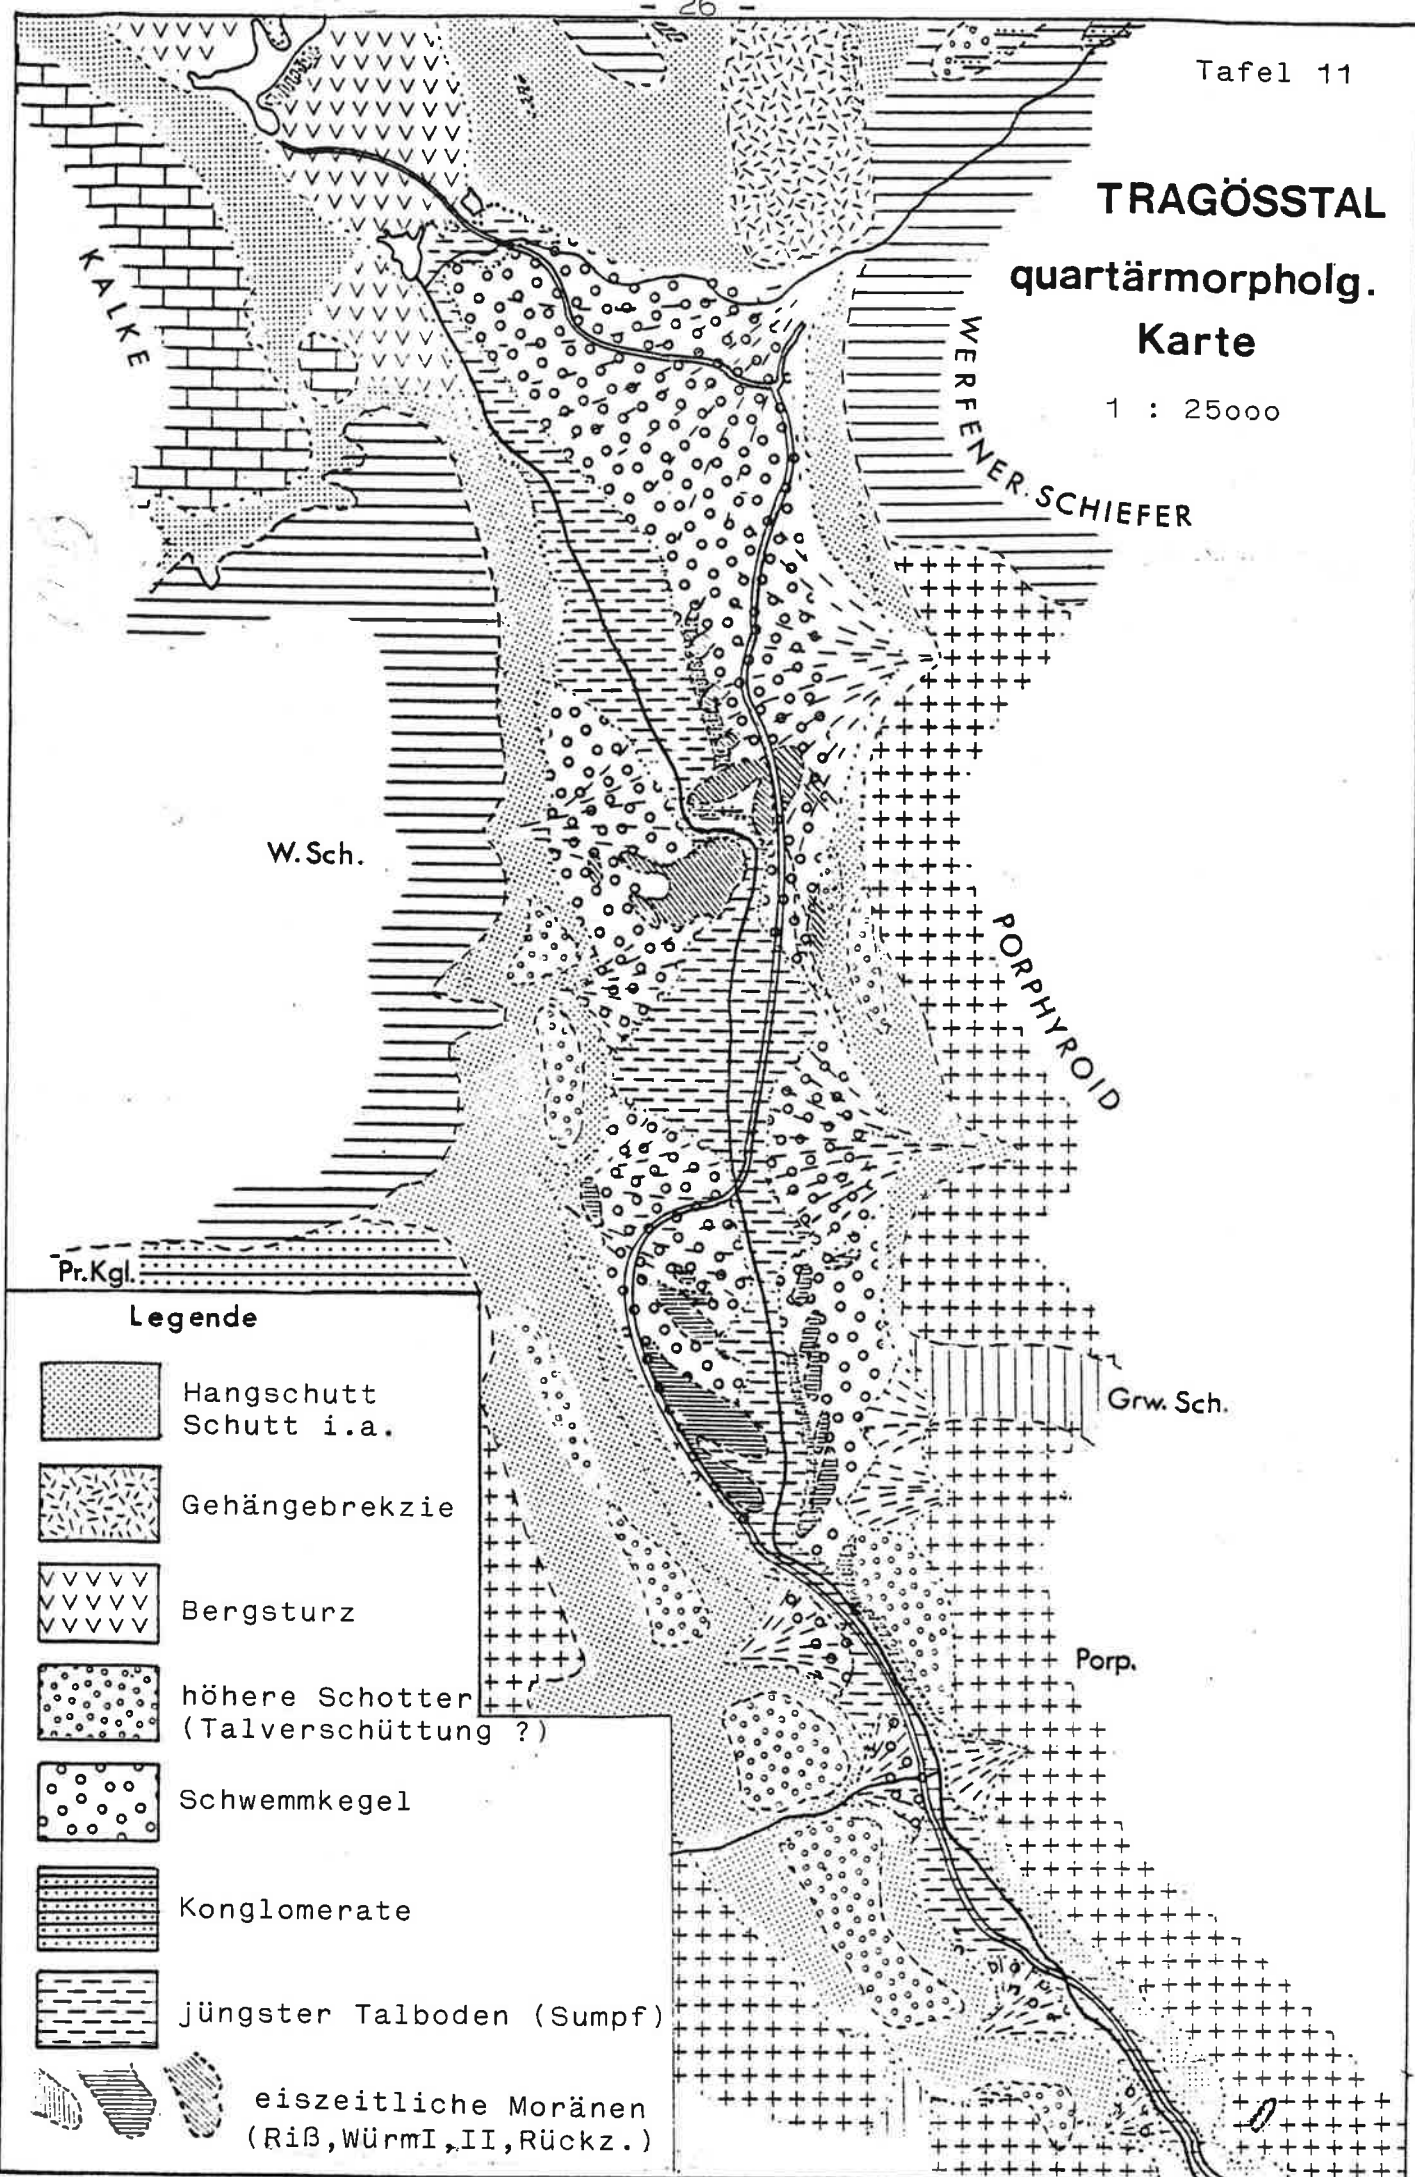 - 26 -
Tafel 11
TRAGÖSSTAL
quartärmorpholg.
Karte
1 : 25000
KALKE
WERFENER-SCHIEFER
W.Sch.
PORPHYROID
Pr.Kgl.
Grw. Sch.
Porp.
Legende
Hangschutt
Schutt i.a.
Gehängebrekzie
Bergsturz
höhere Schotter
(Talverschüttung ?)
Schwemmkegel
Konglomerate
jüngster Talboden (Sumpf)
eiszeitliche Moränen
(Riß,WürmI,II,Rückz.)